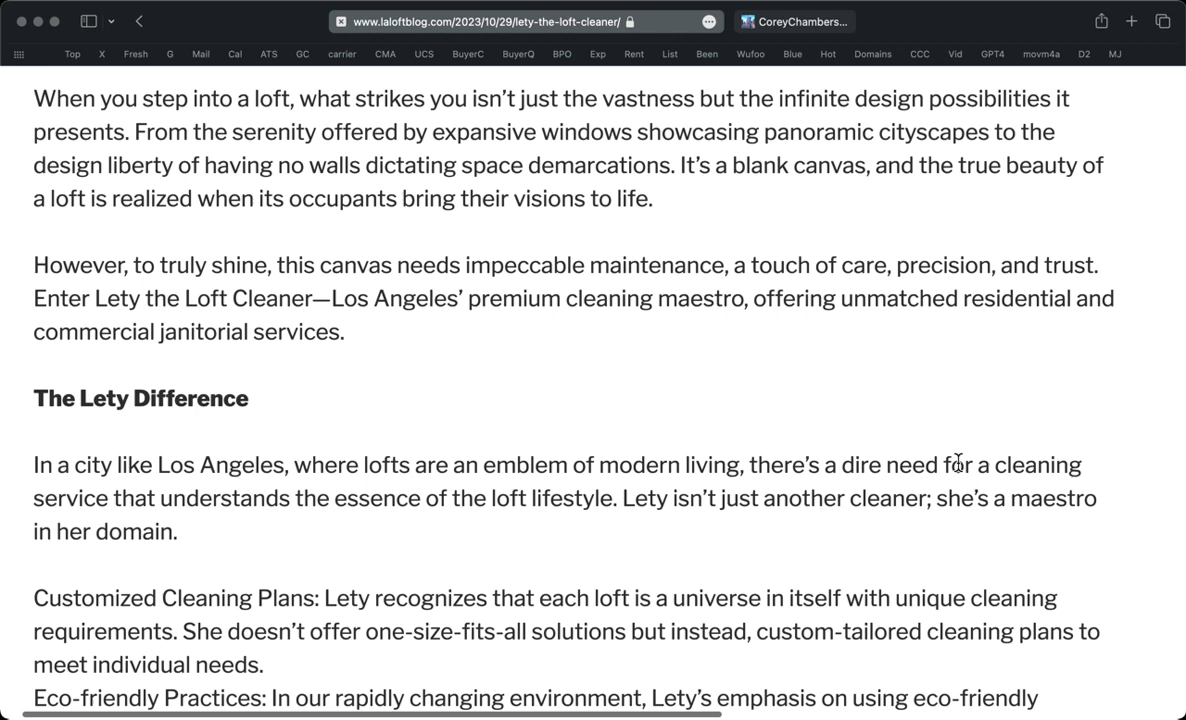 www.laloftblog.com/2023/10/29/lety-the-loft-cleaner/
CoreyChambers...
Top X Fresh G Mail Cal ATS GC carrier CMA UCS BuyerC BuyerQ BPO Exp Rent List Been Wufoo Blue Hot Domains CCC Vid GPT4 movm4a D2 MJ
When you step into a loft, what strikes you isn’t just the vastness but the infinite design possibilities it
presents. From the serenity offered by expansive windows showcasing panoramic cityscapes to the
design liberty of having no walls dictating space demarcations. It’s a blank canvas, and the true beauty of
a loft is realized when its occupants bring their visions to life.
However, to truly shine, this canvas needs impeccable maintenance, a touch of care, precision, and trust.
Enter Lety the Loft Cleaner—Los Angeles’ premium cleaning maestro, offering unmatched residential and
commercial janitorial services.
The Lety Difference
In a city like Los Angeles, where lofts are an emblem of modern living, there’s a dire need for a cleaning
service that understands the essence of the loft lifestyle. Lety isn’t just another cleaner; she’s a maestro
in her domain.
Customized Cleaning Plans: Lety recognizes that each loft is a universe in itself with unique cleaning
requirements. She doesn’t offer one-size-fits-all solutions but instead, custom-tailored cleaning plans to
meet individual needs.
Eco-friendly Practices: In our rapidly changing environment, Lety’s emphasis on using eco-friendly